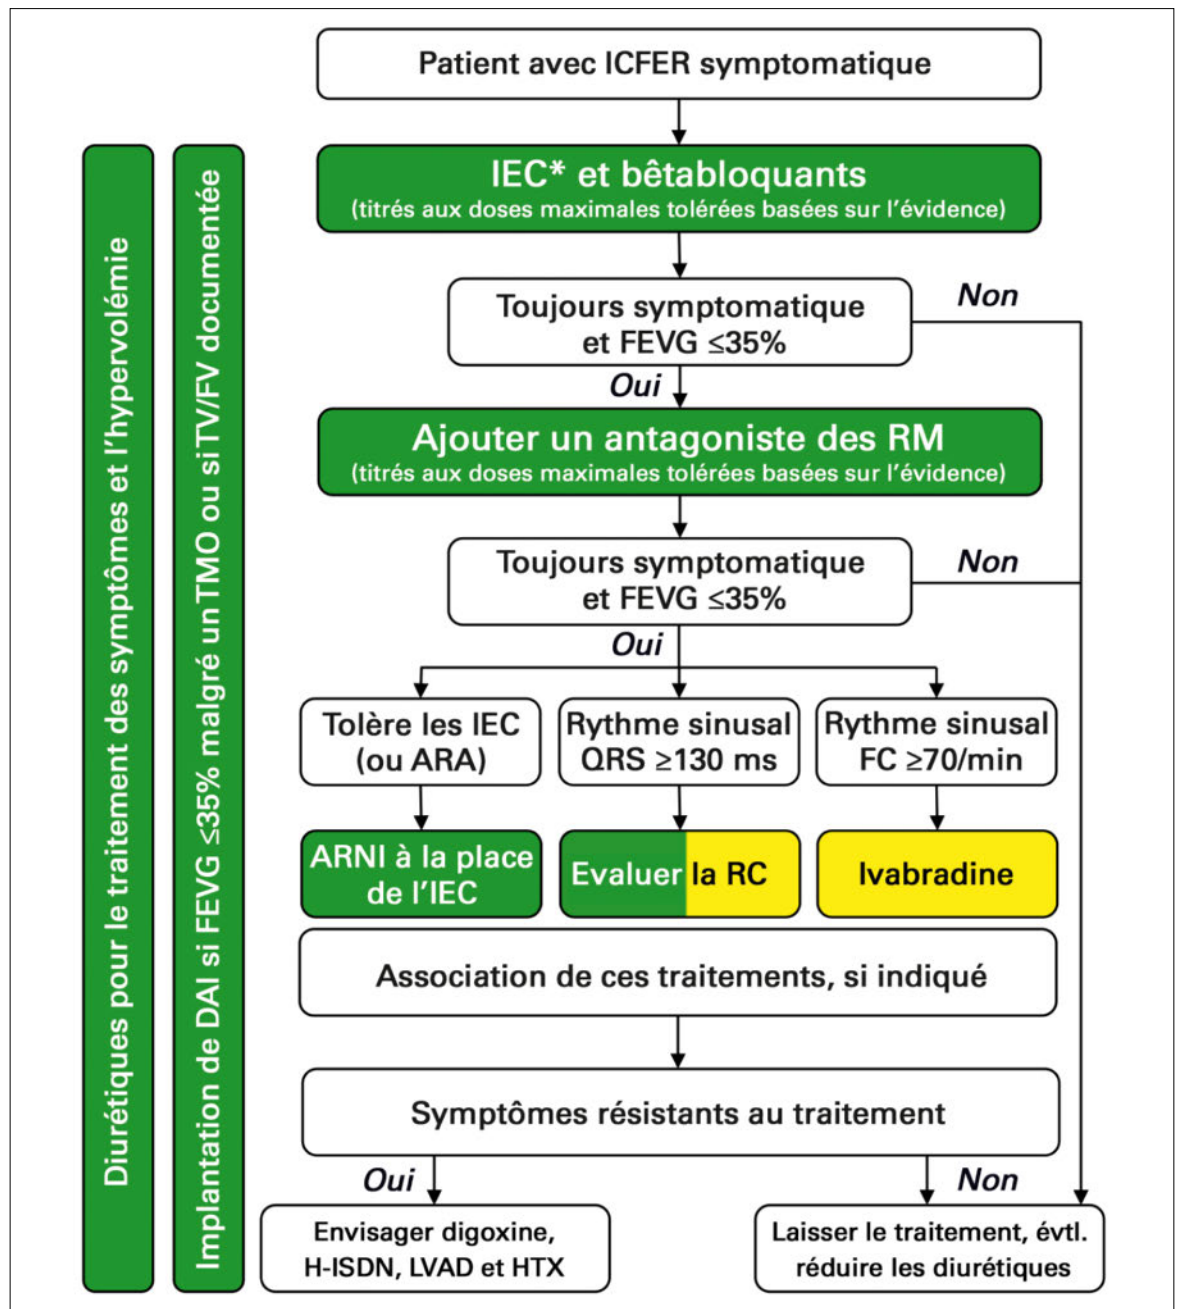 Patient avec ICFER symptomatique
IEC* et bêtabloquants
(titrés aux doses maximales tolérées basées sur l'évidence)
Toujours symptomatique
et FEVG ≤35%
Non
Oui
Ajouter un antagoniste des RM
(titrés aux doses maximales tolérées basées sur l'évidence)
Toujours symptomatique
et FEVG ≤35%
Non
Oui
Tolère les IEC
(ou ARA)
Rythme sinusal
QRS ≥130 ms
Rythme sinusal
FC ≥70/min
ARNI à la place
de l'IEC
Evaluer la RC
Ivabradine
Association de ces traitements, si indiqué
Symptômes résistants au traitement
Oui
Non
Envisager digoxine,
H-ISDN, LVAD et HTX
Laisser le traitement, évtl.
réduire les diurétiques
Diurétiques pour le traitement des symptômes et l'hypervolémie
Implantation de DAI si FEVG ≤35% malgré un TMO ou si TV/FV documentée